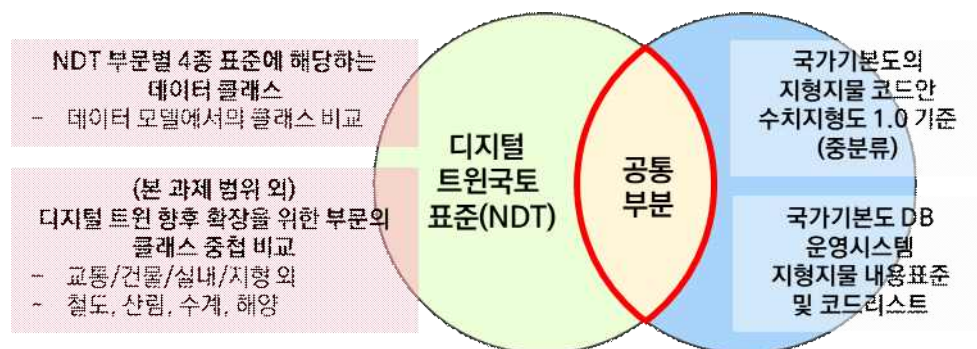 NDT 부문별 4종 표준에 해당하는
데이터 클래스
- 데이터 모델에서의 클래스 비교
(본 과제 범위 외)
디지털 트윈 향후 확장을 위한 부문의
클래스 중첩 비교
- 교통/건물/실내/지형 외
- 철도, 산림, 수계, 해양
디지털
트윈국토
표준(NDT)
공통
부분
국가기본도의
지형지물 코드안
수치지형도 1.0 기준
(중분류)
국가기본도 DB
운영시스템
지형지물 내용표준
및 코드리스트